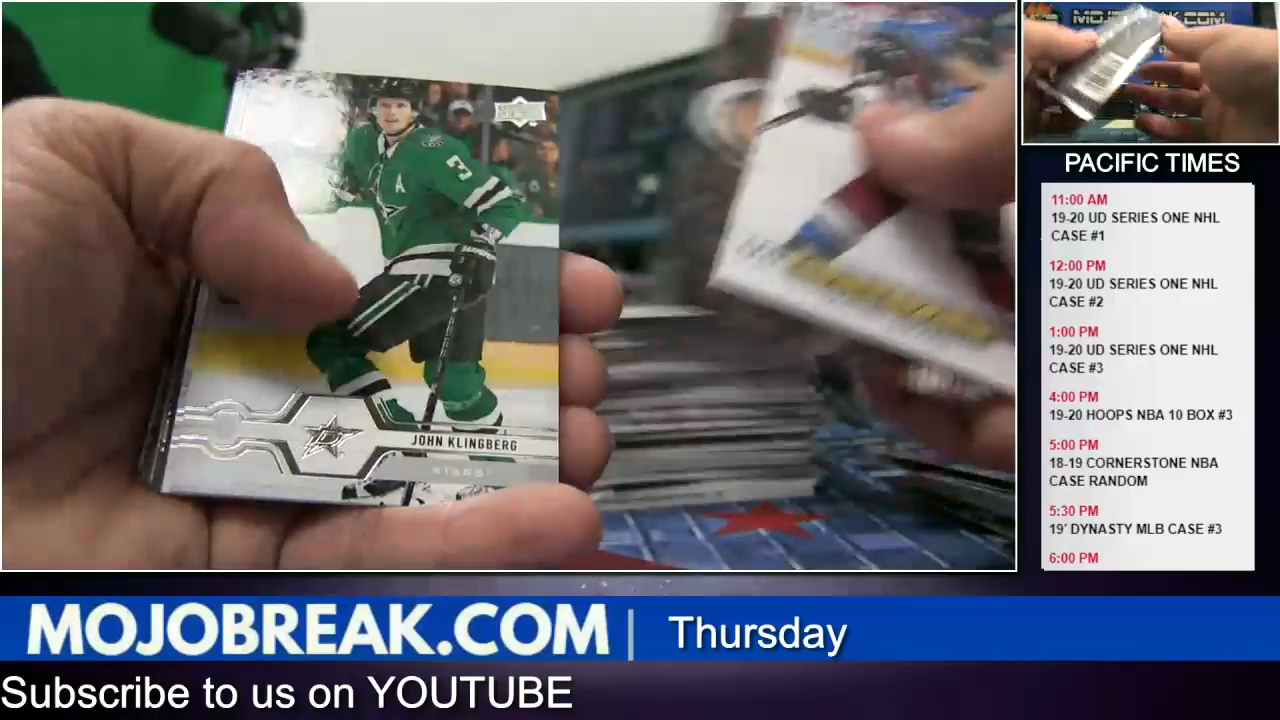 MOJOBREAK.COM
PACIFIC TIMES
11:00 AM
19-20 UD SERIES ONE NHL
CASE #1
12:00 PM
19-20 UD SERIES ONE NHL
CASE #2
1:00 PM
19-20 UD SERIES ONE NHL
CASE #3
4:00 PM
19-20 HOOPS NBA 10 BOX #3
5:00 PM
18-19 CORNERSTONE NBA
CASE RANDOM
5:30 PM
19' DYNASTY MLB CASE #3
6:00 PM
3
A
JOHN KLINGBERG
STARS
MOJOBREAK.COM | Thursday
Subscribe to us on YOUTUBE